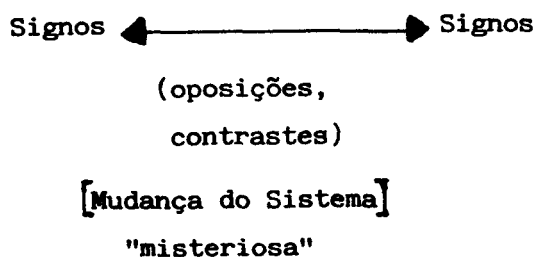 Signos Signos
(oposições,
contrastes)
[Mudança do Sistema]
"misteriosa"